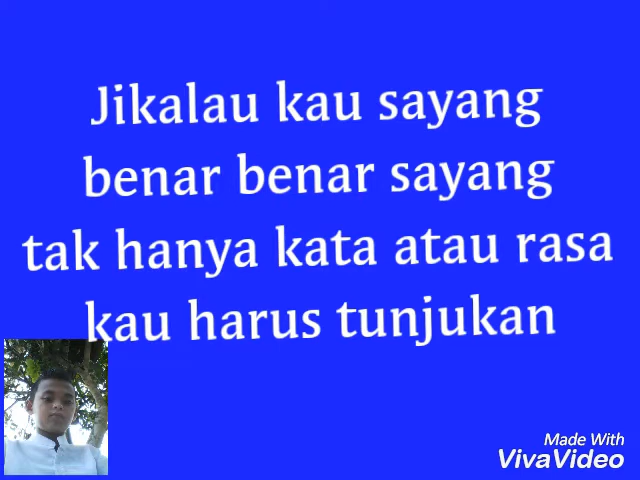 Jikalau kau sayang
benar benar sayang
tak hanya kata atau rasa
kau harus tunjukan
Made With
VivaVideo